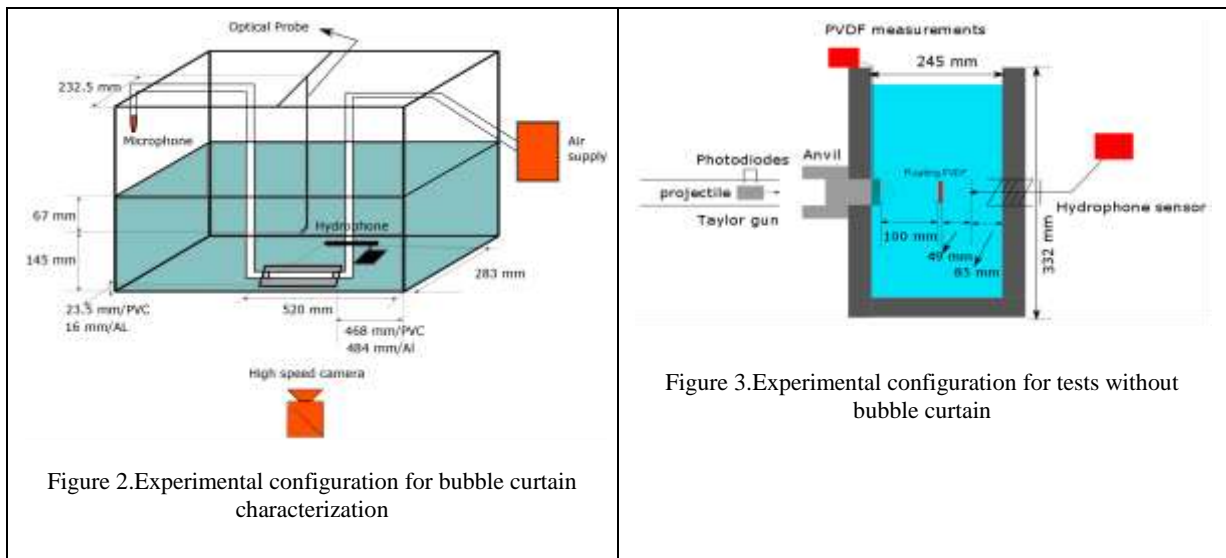 Optical Probe
232.5 mm
Microphone
Air
supply
67 mm
Hydrophone
145 mm
283 mm
23.5 mm/PVC
16 mm/AL
520 mm
468 mm/PVC
484 mm/Al
High speed camera
Figure 2.Experimental configuration for bubble curtain
characterization
PVDF measurements
245 mm
Photodiodes
Anvil
Floating PVDF
projectile
Hydrophone sensor
Taylor gun
100 mm
49 mm
85 mm
332 mm
Figure 3.Experimental configuration for tests without
bubble curtain